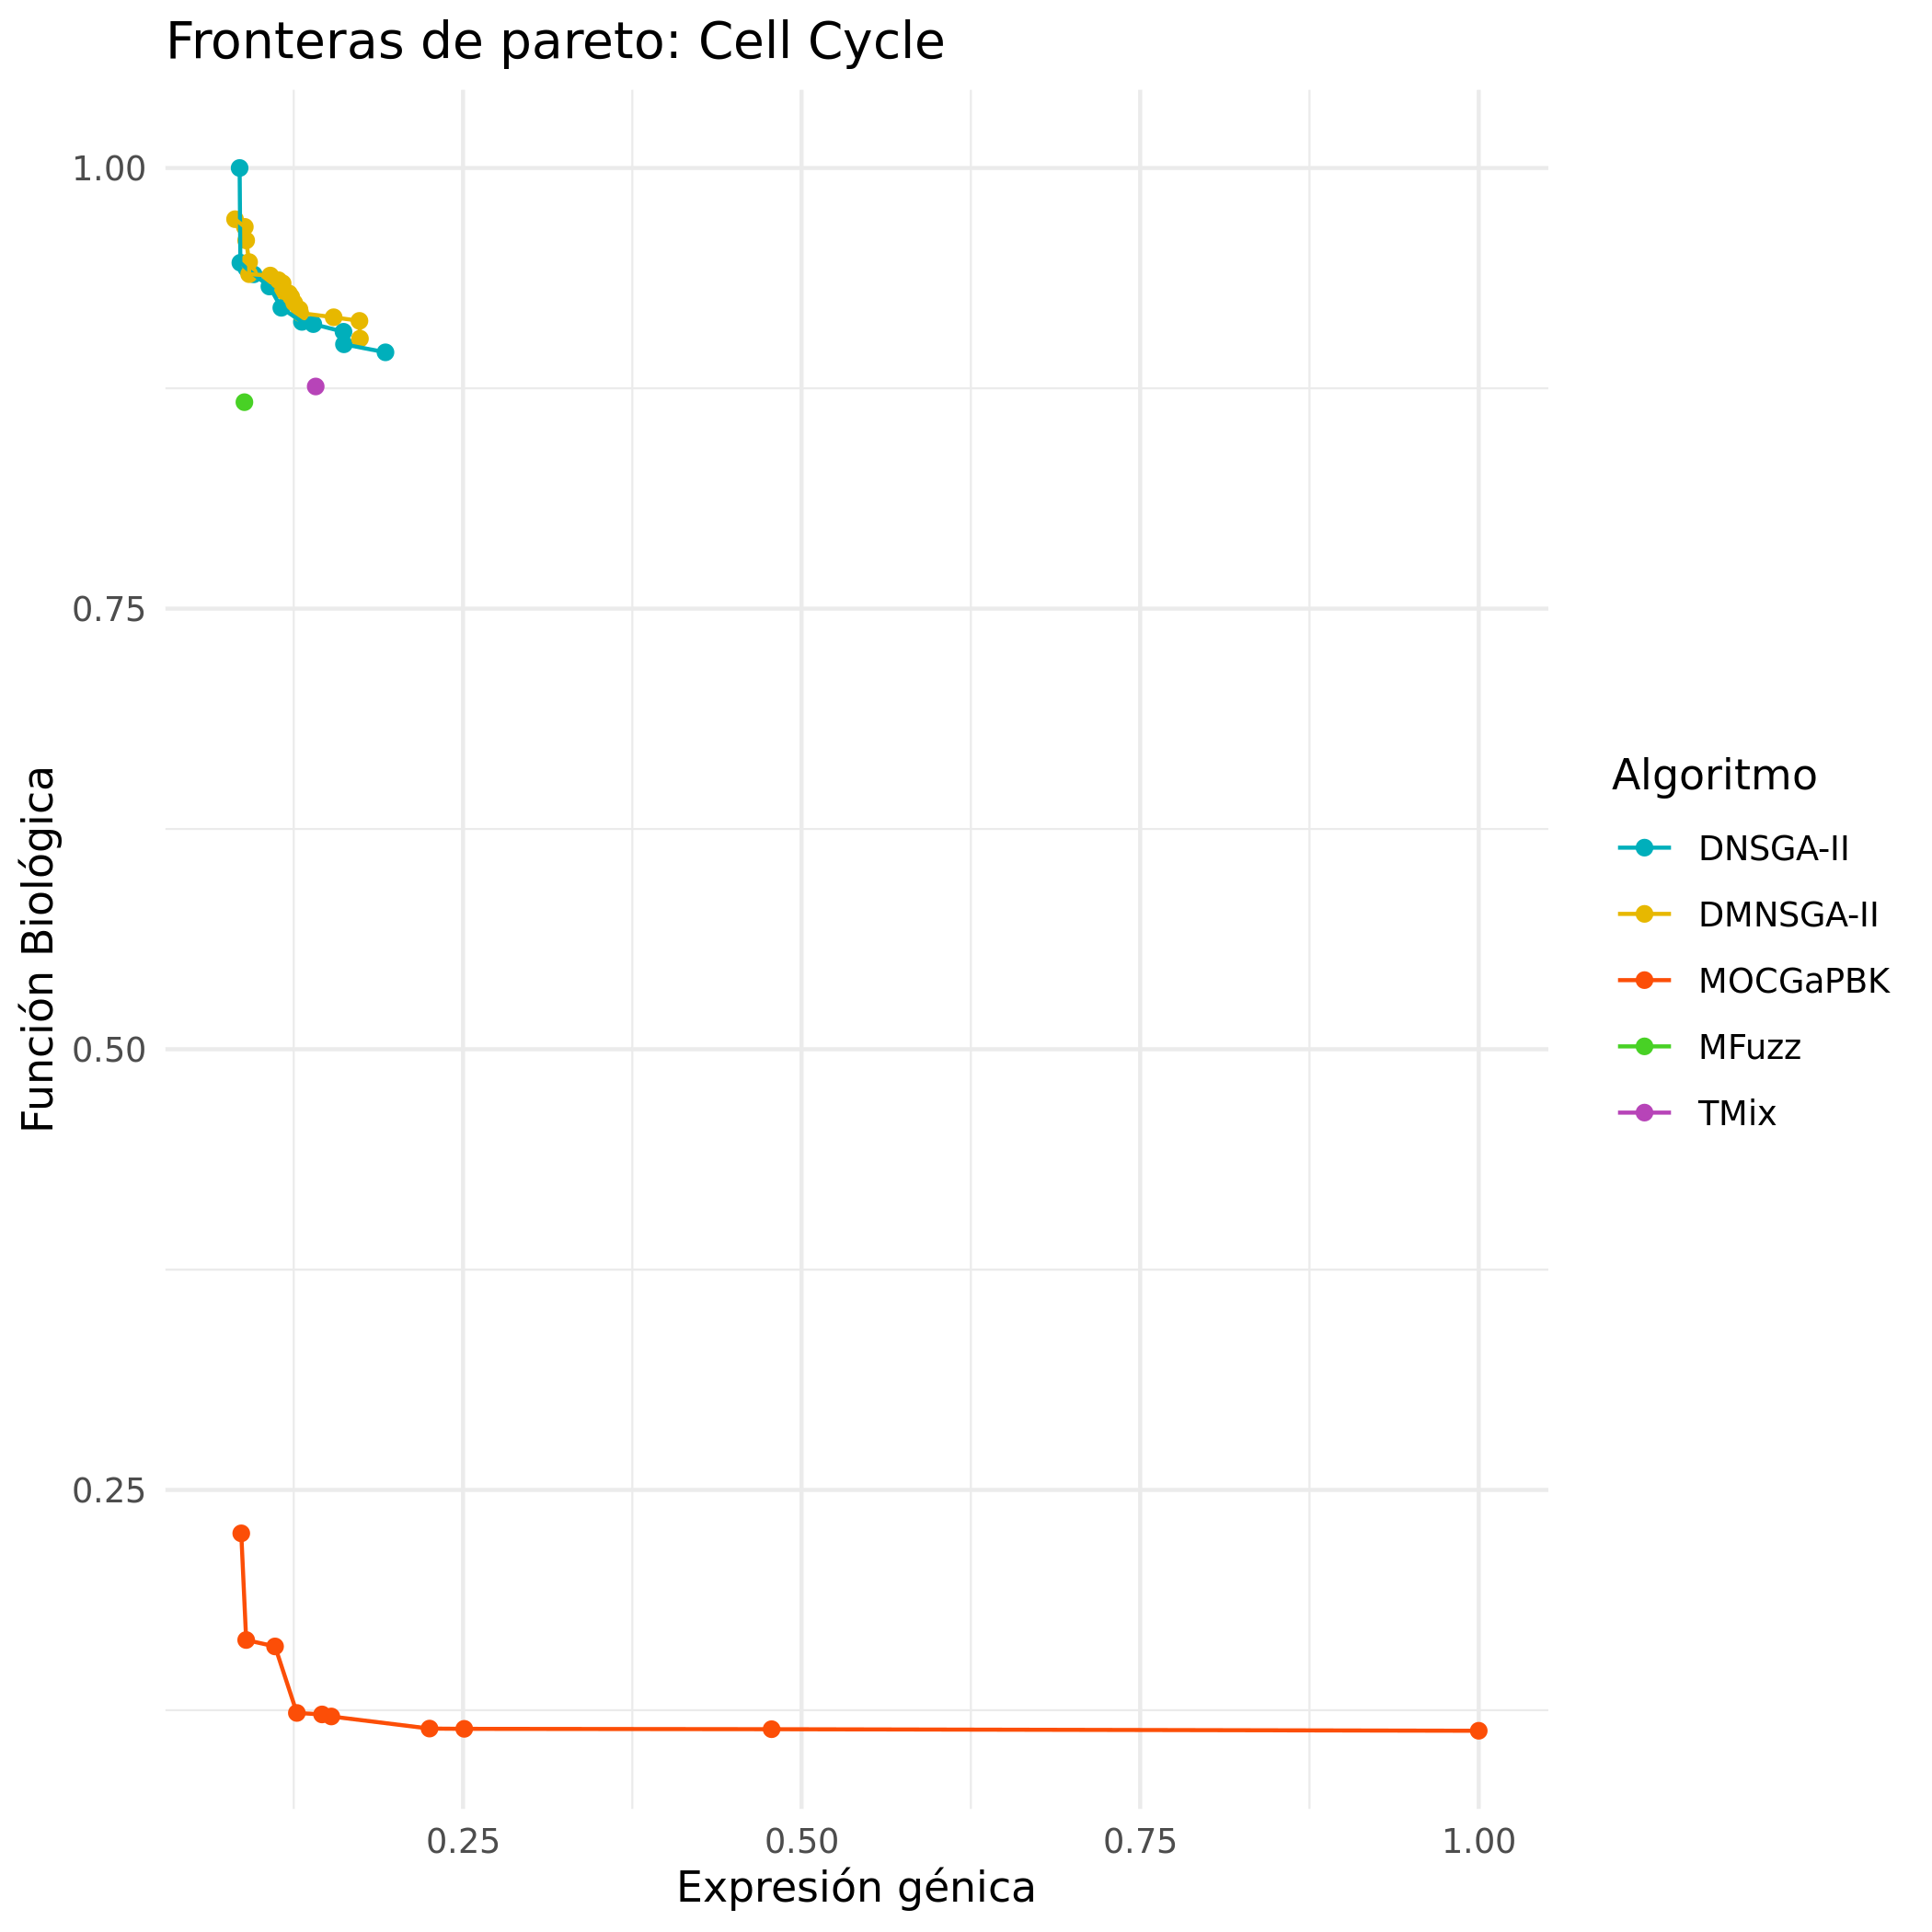 Fronteras de pareto: Cell Cycle
1.00
0.75
0.50
0.25
Función Biológica
0.25
0.50
0.75
1.00
Expresión génica
Algoritmo
DNSGA-II
DMNSGA-II
MOCGaPBK
MFuzz
TMix